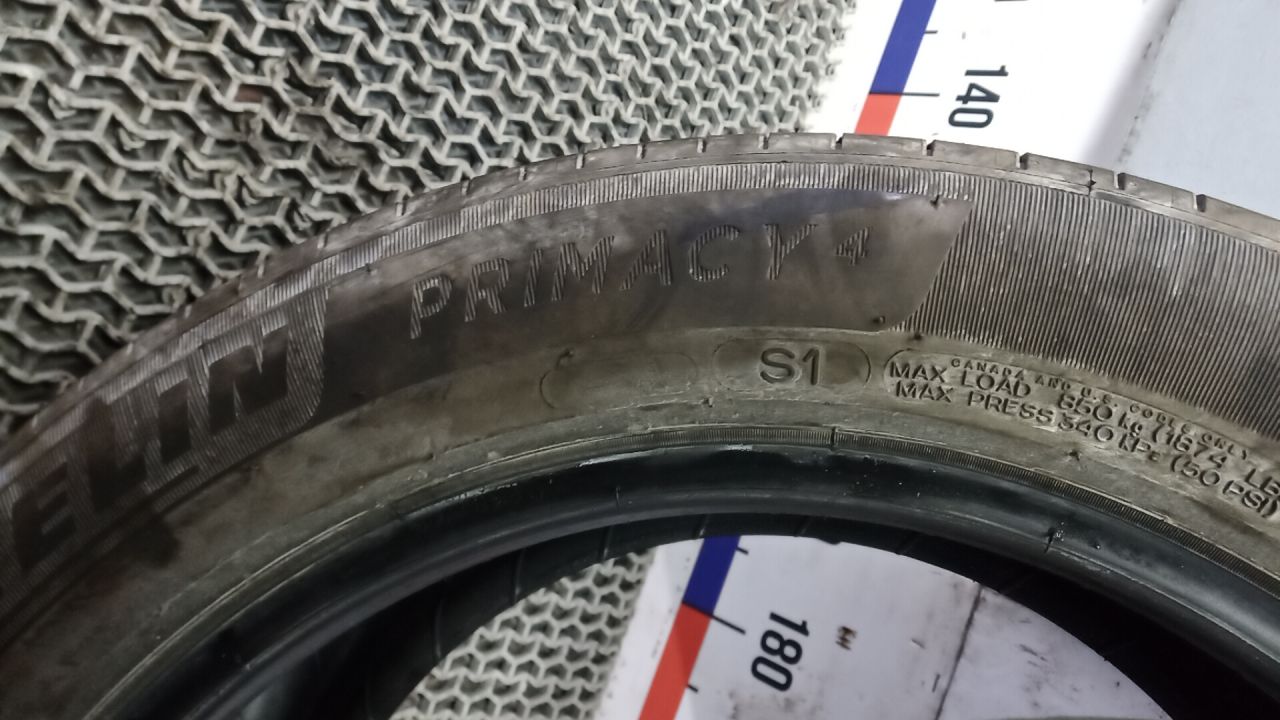 140
PRIMACY 4
ELIN
S1
CANADA AND U.S. CODES ONLY
MAX LOAD 850 kg (1874 LB
MAX PRESS 340 kPa (50 PSI)
180